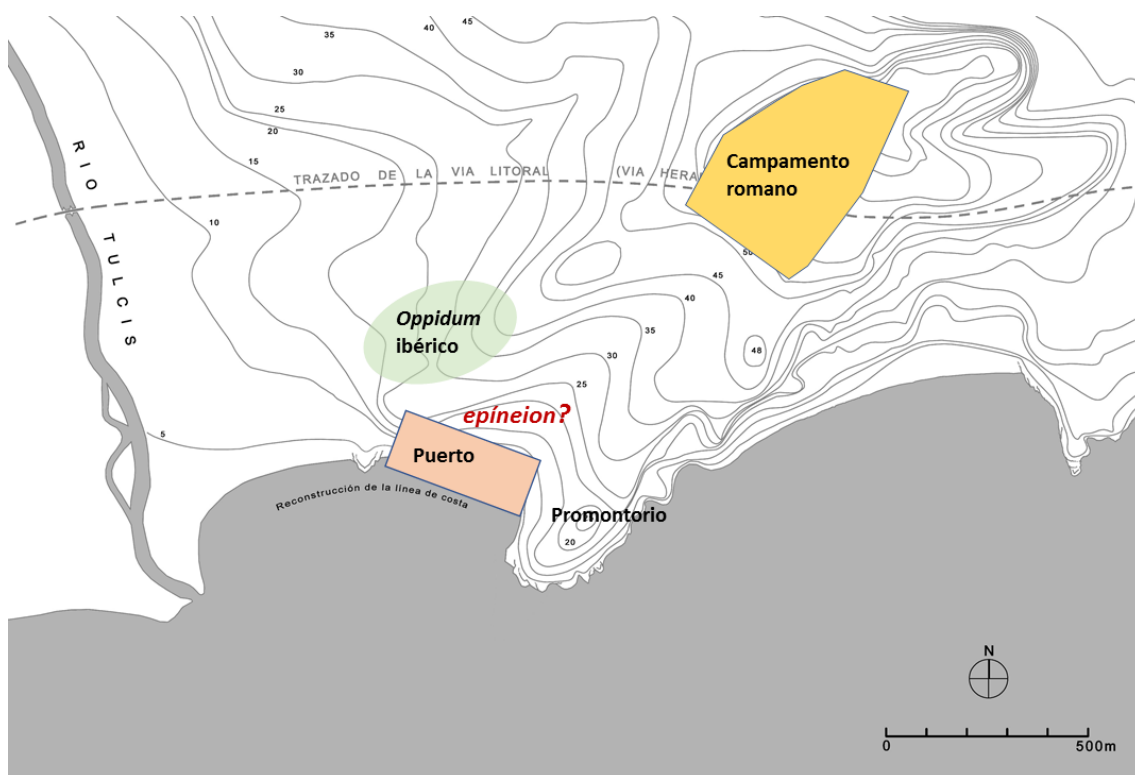 45
40
35
30
25
20
15
10
5
RIO TULCIS
TRAZADO DE LA VIA LITORAL (VIA HERA
Campamento
romano
50
45
40
35
30
25
48
Oppidum
ibérico
epíneion?
Puerto
Reconstrucción de la línea de costa
Promontorio
20
N
0
500m